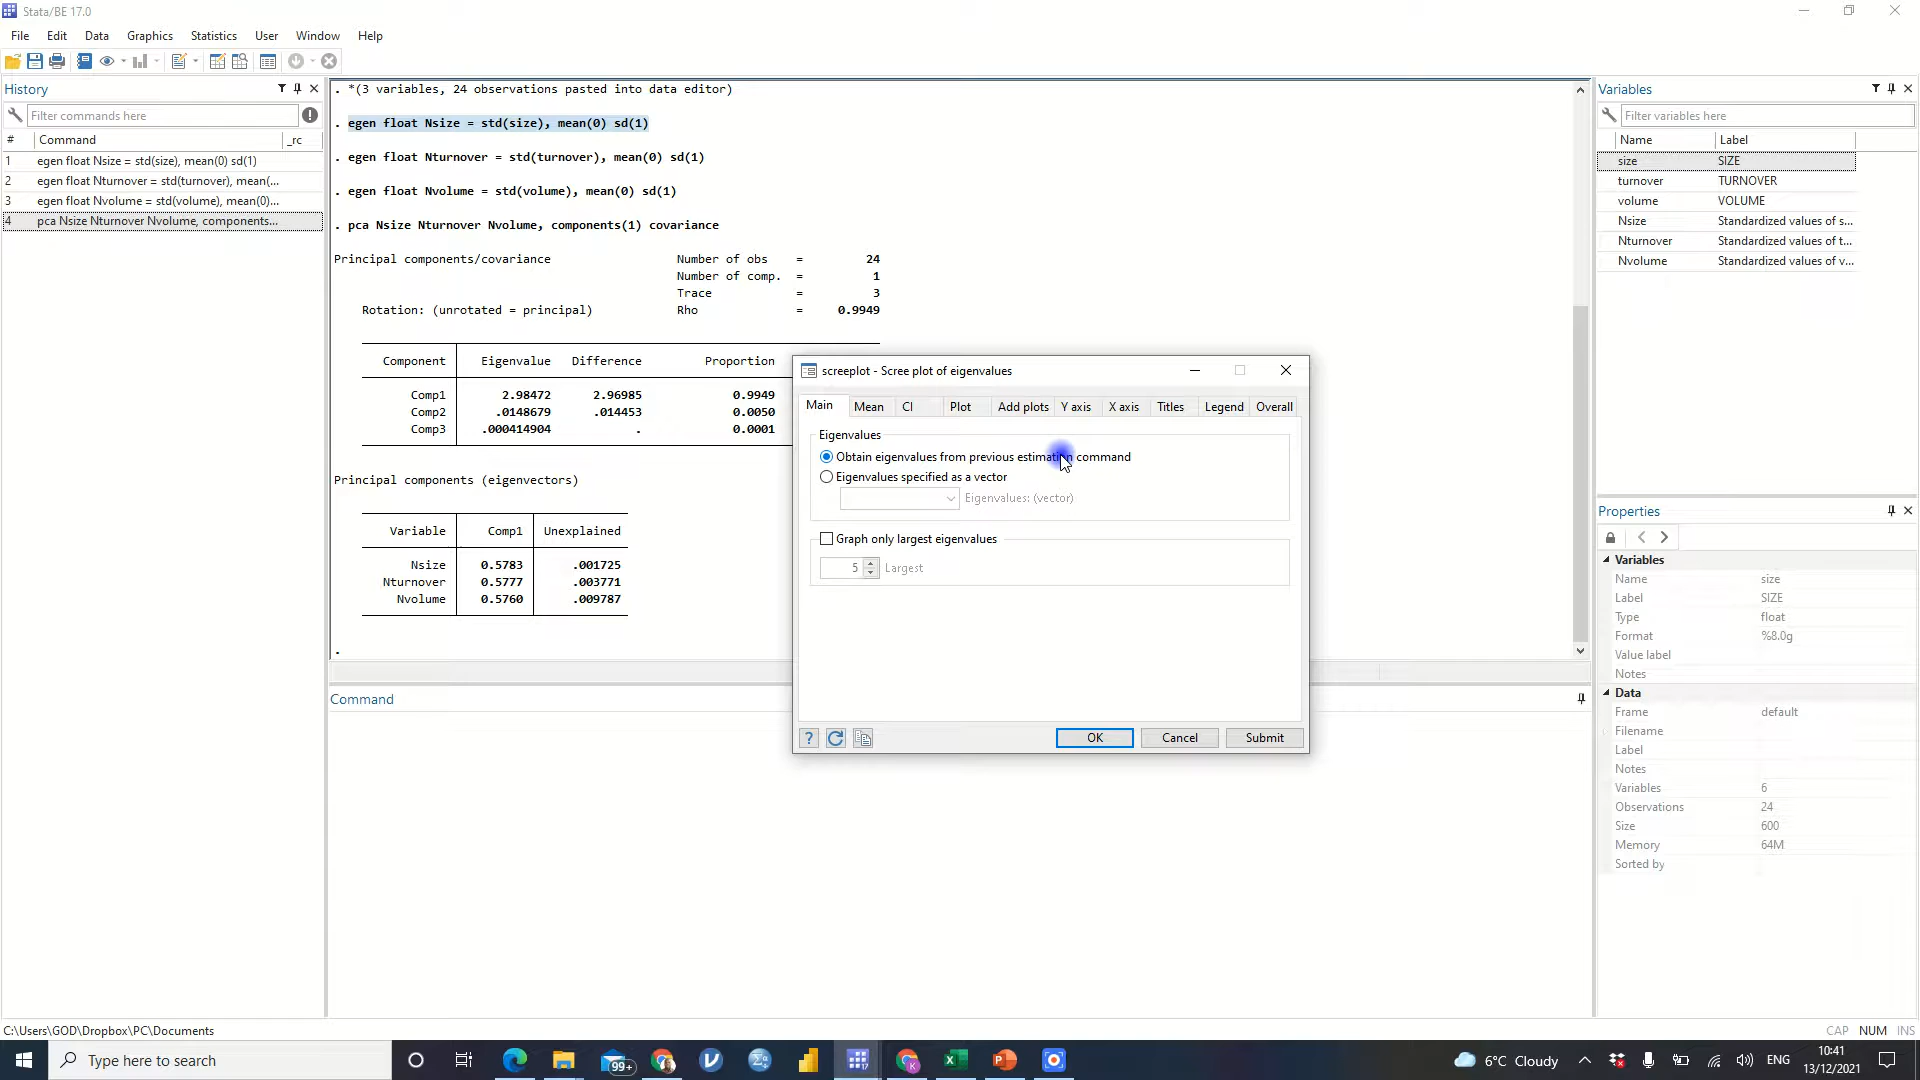 Stata/BE 17.0
File Edit Data Graphics Statistics User Window Help
History
Filter commands here
# Command _rc
1 egen float Nsize = std(size), mean(0) sd(1)
2 egen float Nturnover = std(turnover), mean(...
3 egen float Nvolume = std(volume), mean(0)...
4 pca Nsize Nturnover Nvolume, components...
. *(3 variables, 24 observations pasted into data editor)
. egen float Nsize = std(size), mean(0) sd(1)
. egen float Nturnover = std(turnover), mean(0) sd(1)
. egen float Nvolume = std(volume), mean(0) sd(1)
. pca Nsize Nturnover Nvolume, components(1) covariance
Principal components/covariance Number of obs = 24
Number of comp. = 1
Trace = 3
Rotation: (unrotated = principal) Rho = 0.9949
Component Eigenvalue Difference Proportion
Comp1 2.98472 2.96985 0.9949
Comp2 .0148679 .014453 0.0050
Comp3 .000414904 . 0.0001
Principal components (eigenvectors)
Variable Comp1 Unexplained
Nsize 0.5783 .001725
Nturnover 0.5777 .003771
Nvolume 0.5760 .009787
.
Command
screeplot - Scree plot of eigenvalues
Main Mean CI Plot Add plots Y axis X axis Titles Legend Overall
Eigenvalues
Obtain eigenvalues from previous estimation command
Eigenvalues specified as a vector
Eigenvalues: (vector)
Graph only largest eigenvalues
5 Largest
? OK Cancel Submit
Variables
Filter variables here
Name Label
size SIZE
turnover TURNOVER
volume VOLUME
Nsize Standardized values of s...
Nturnover Standardized values of t...
Nvolume Standardized values of v...
Properties
Variables
Name size
Label SIZE
Type float
Format %8.0g
Value label
Notes
Data
Frame default
Filename
Label
Notes
Variables 6
Observations 24
Size 600
Memory 64M
Sorted by
C:\Users\GOD\Dropbox\PC\Documents
CAP NUM INS
Type here to search
99+
17
K
6°C Cloudy
ENG
10:41
13/12/2021